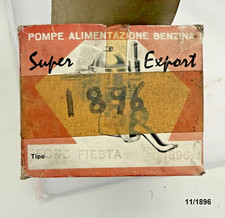 POMPE ALIMENTAZIONE BENZINA
Super Export
1896
Tipo FORD FIESTA 1896
11/1896